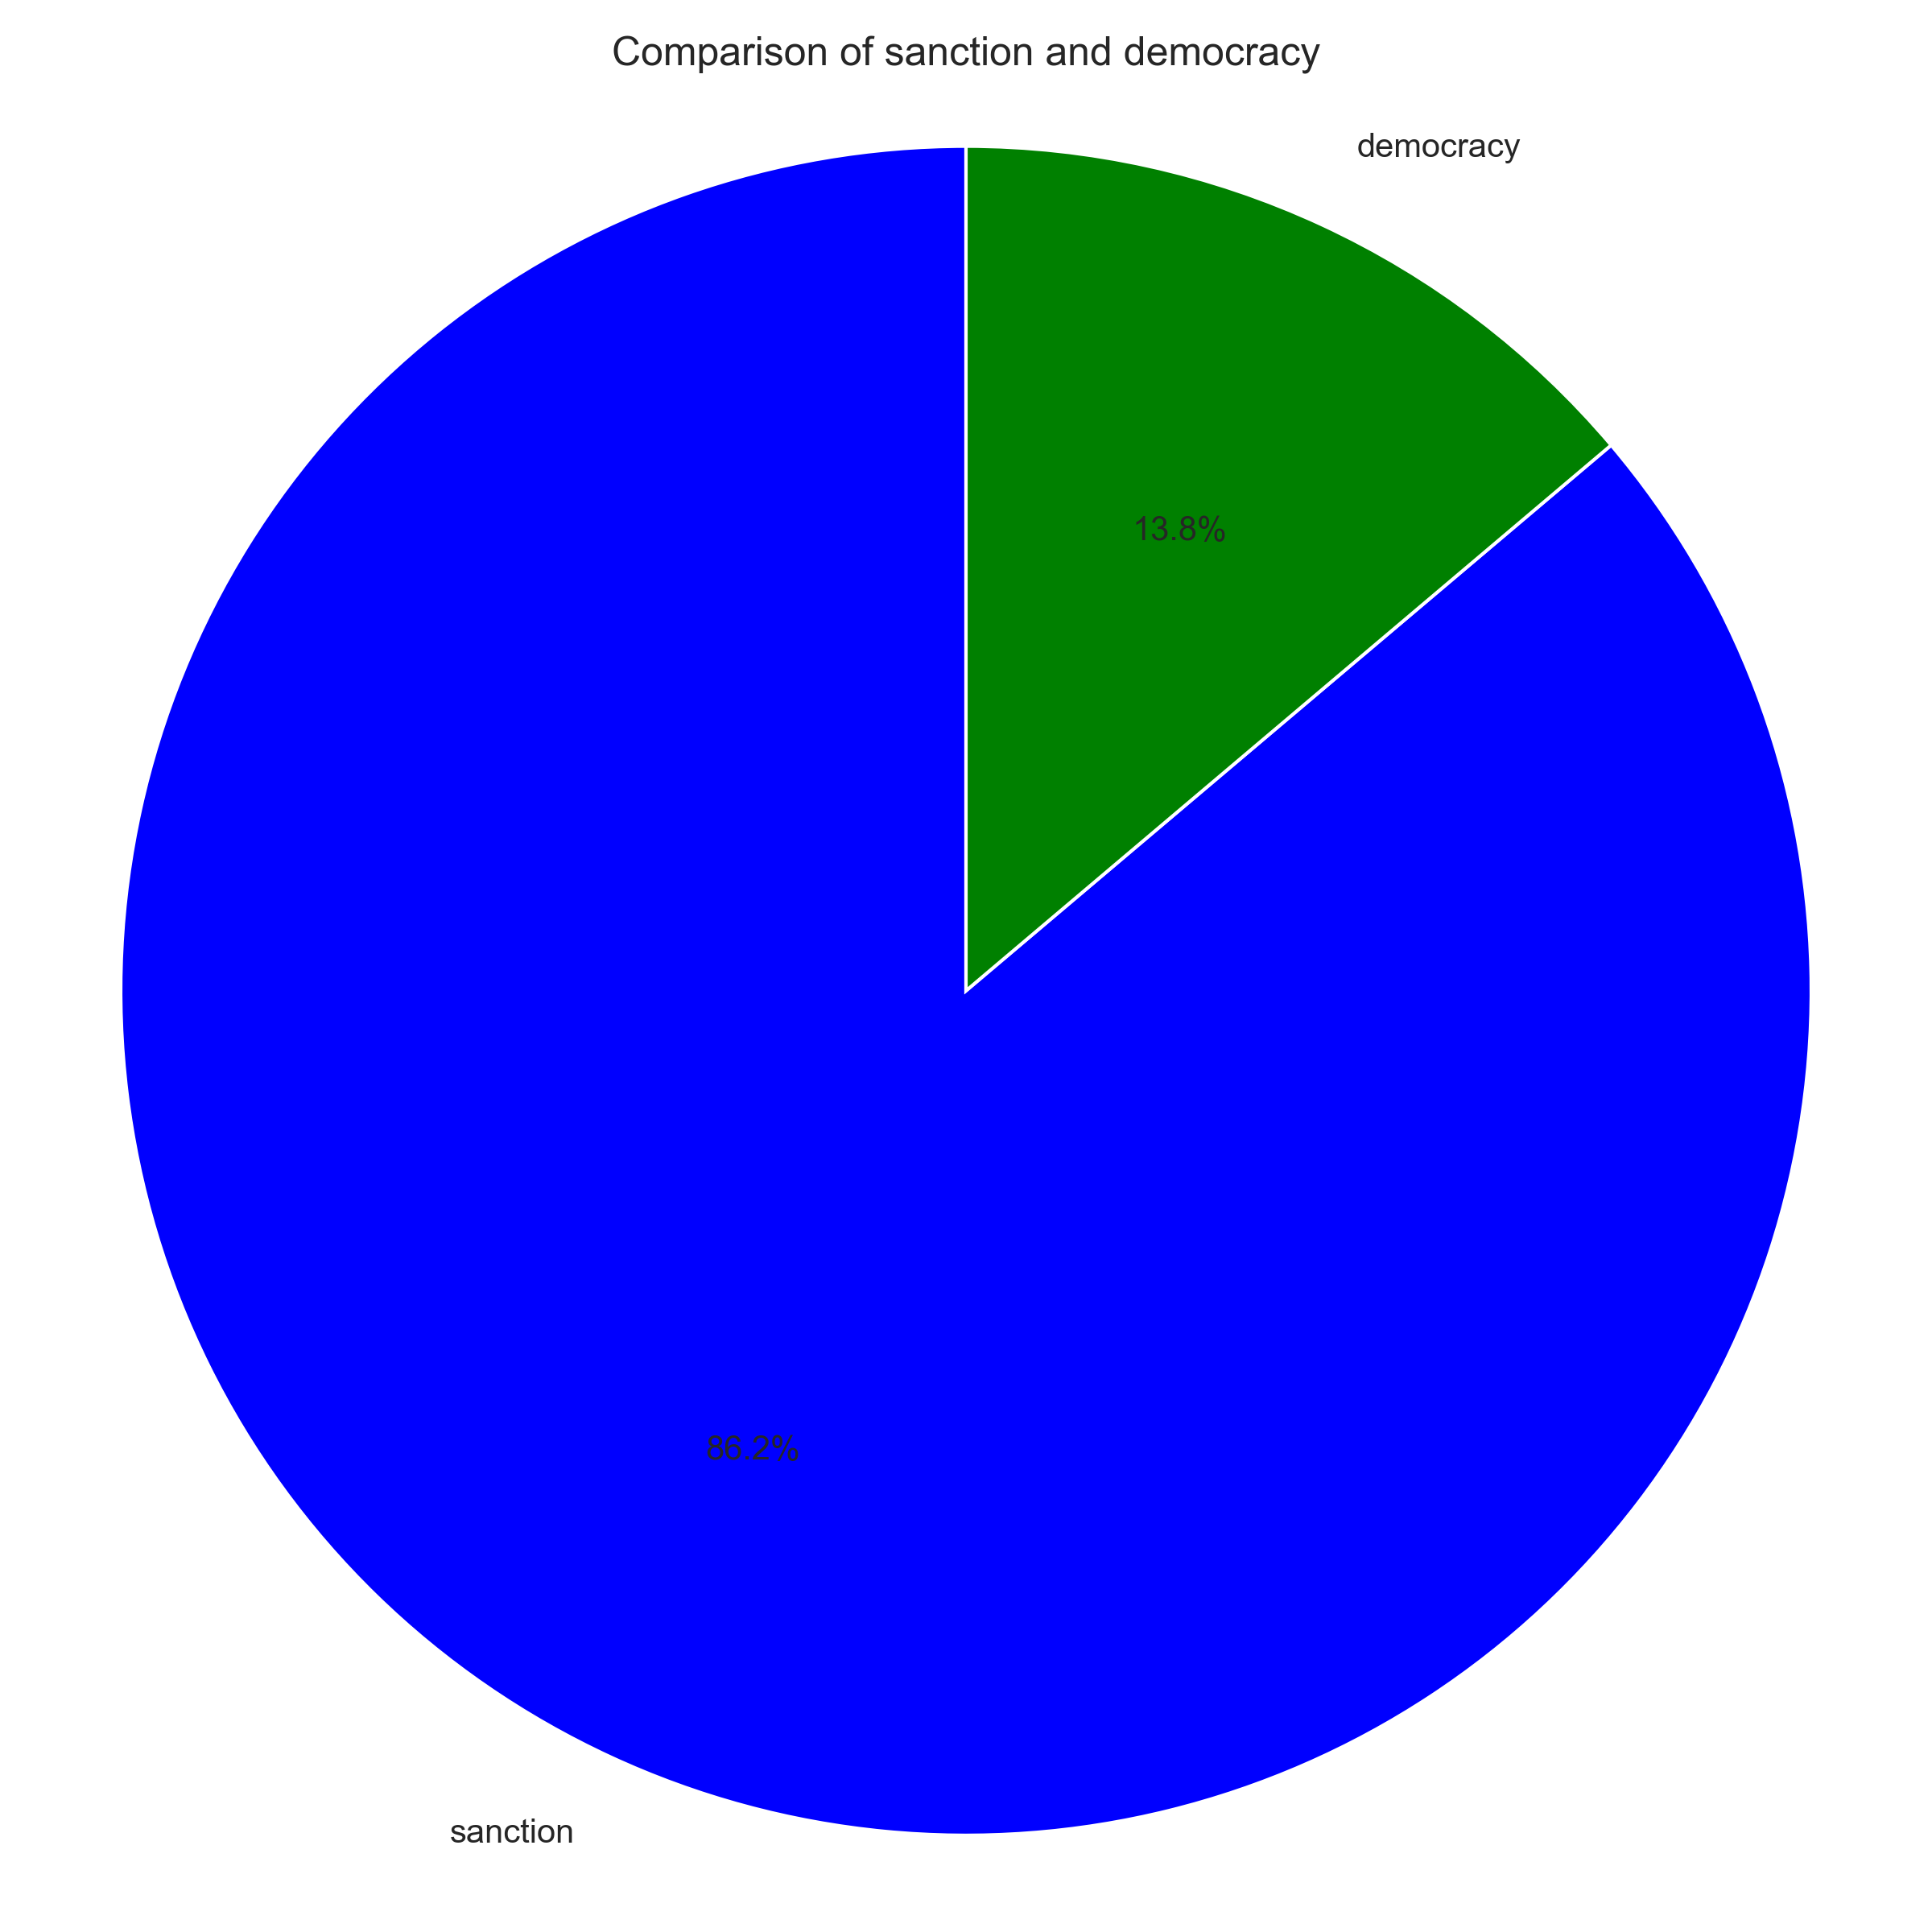 Comparison of sanction and democracy
democracy
13.8%
86.2%
sanction